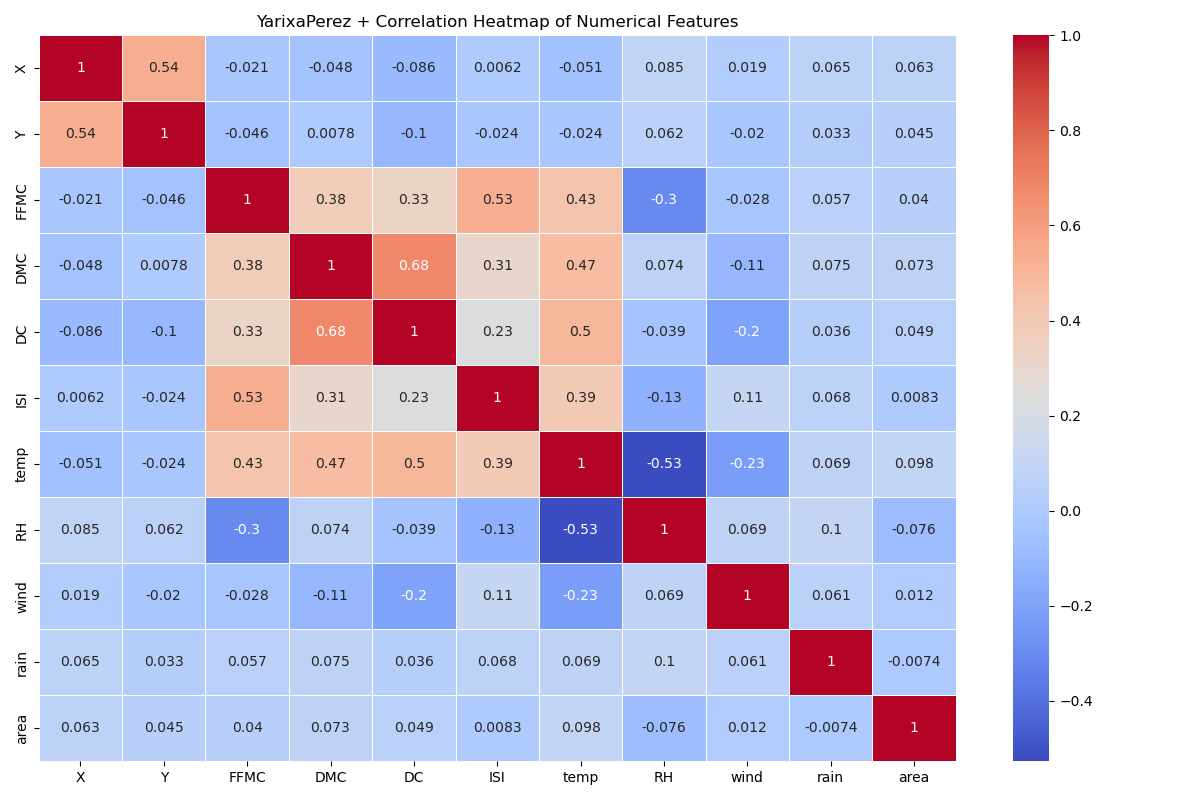 YarixaPerez + Correlation Heatmap of Numerical Features
X 1 0.54 -0.021 -0.048 -0.086 0.0062 -0.051 0.085 0.019 0.065 0.063
Y 0.54 1 -0.046 0.0078 -0.1 -0.024 -0.024 0.062 -0.02 0.033 0.045
FFMC -0.021 -0.046 1 0.38 0.33 0.53 0.43 -0.3 -0.028 0.057 0.04
DMC -0.048 0.0078 0.38 1 0.68 0.31 0.47 0.074 -0.11 0.075 0.073
DC -0.086 -0.1 0.33 0.68 1 0.23 0.5 -0.039 -0.2 0.036 0.049
ISI 0.0062 -0.024 0.53 0.31 0.23 1 0.39 -0.13 0.11 0.068 0.0083
temp -0.051 -0.024 0.43 0.47 0.5 0.39 1 -0.53 -0.23 0.069 0.098
RH 0.085 0.062 -0.3 0.074 -0.039 -0.13 -0.53 1 0.069 0.1 -0.076
wind 0.019 -0.02 -0.028 -0.11 -0.2 0.11 -0.23 0.069 1 0.061 0.012
rain 0.065 0.033 0.057 0.075 0.036 0.068 0.069 0.1 0.061 1 -0.0074
area 0.063 0.045 0.04 0.073 0.049 0.0083 0.098 -0.076 0.012 -0.0074 1
X Y FFMC DMC DC ISI temp RH wind rain area
1.0
0.8
0.6
0.4
0.2
0.0
−0.2
−0.4